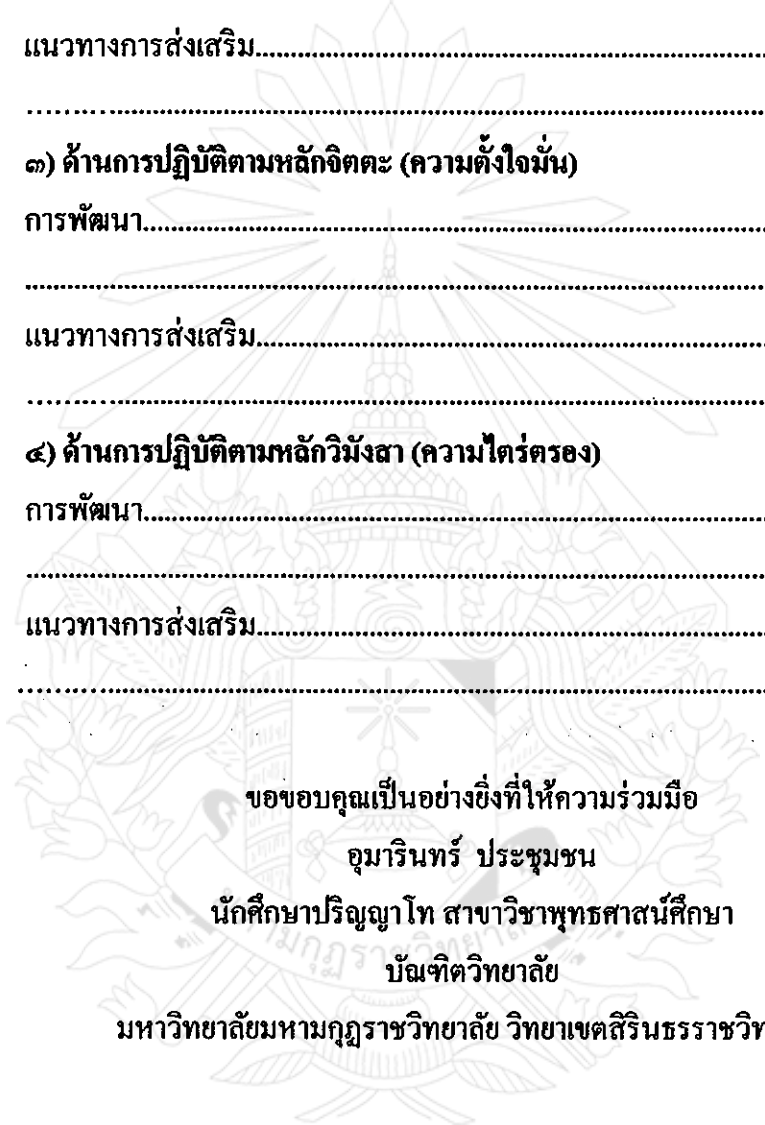 แนวทางการส่งเสริม................................................................................
................................................................................
๓) ด้านการปฏิบัติตามหลักจิตตะ (ความตั้งใจมั่น)
การพัฒนา................................................................................
................................................................................
แนวทางการส่งเสริม................................................................................
................................................................................
๔) ด้านการปฏิบัติตามหลักวิมังสา (ความไตร่ตรอง)
การพัฒนา................................................................................
................................................................................
แนวทางการส่งเสริม................................................................................
................................................................................
ขอขอบคุณเป็นอย่างยิ่งที่ให้ความร่วมมือ
อุมารินทร์ ประชุมชน
นักศึกษาปริญญาโท สาขาวิชาพุทธศาสน์ศึกษา
บัณฑิตวิทยาลัย
มหาวิทยาลัยมหามกุฏราชวิทยาลัย วิทยาเขตสิรินธรราชวิท